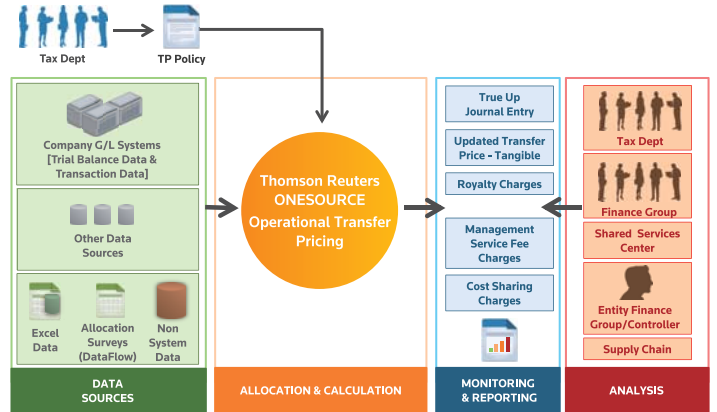 Tax Dept
TP Policy
Company G/L Systems
[Trial Balance Data &
Transaction Data]
Other Data
Sources
Excel
Data
Allocation
Surveys
(DataFlow)
Non
System
Data
DATA
SOURCES
Thomson Reuters
ONESOURCE
Operational Transfer
Pricing
ALLOCATION & CALCULATION
True Up
Journal Entry
Updated Transfer
Price – Tangible
Royalty Charges
Management
Service Fee
Charges
Cost Sharing
Charges
MONITORING
& REPORTING
Tax Dept
Finance Group
Shared Services
Center
Entity Finance
Group/Controller
Supply Chain
ANALYSIS